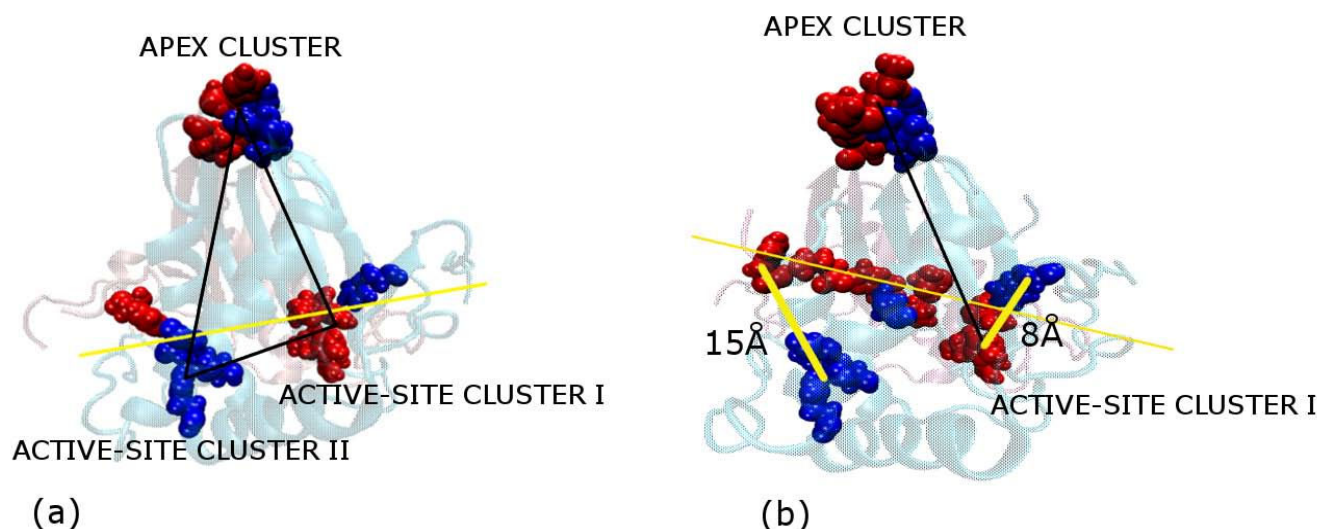 APEX CLUSTER
ACTIVE-SITE CLUSTER I
ACTIVE-SITE CLUSTER II
(a)
APEX CLUSTER
15Å
8Å
ACTIVE-SITE CLUSTER I
(b)